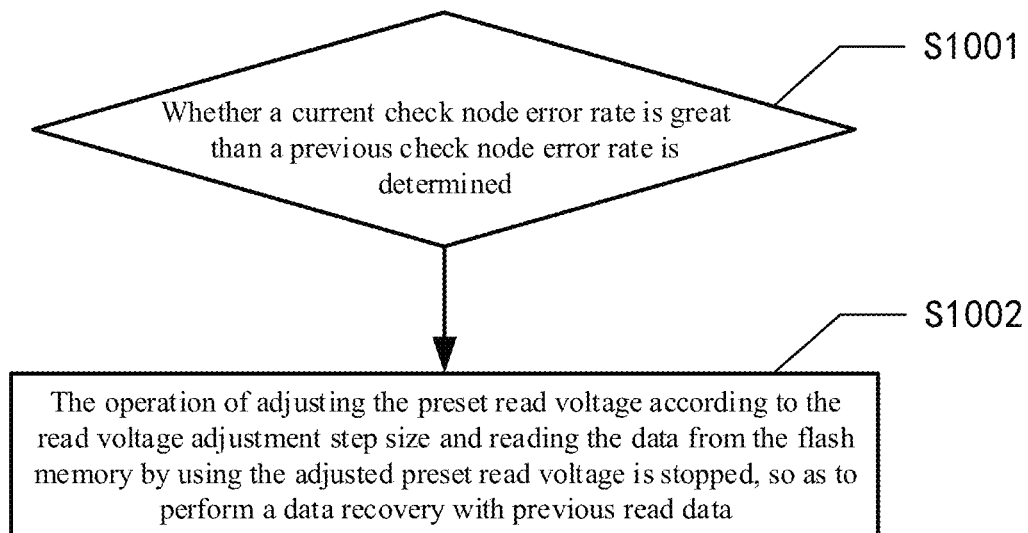 S1001
Whether a current check node error rate is great
than a previous check node error rate is
determined
S1002
The operation of adjusting the preset read voltage according to the
read voltage adjustment step size and reading the data from the flash
memory by using the adjusted preset read voltage is stopped, so as to
perform a data recovery with previous read data